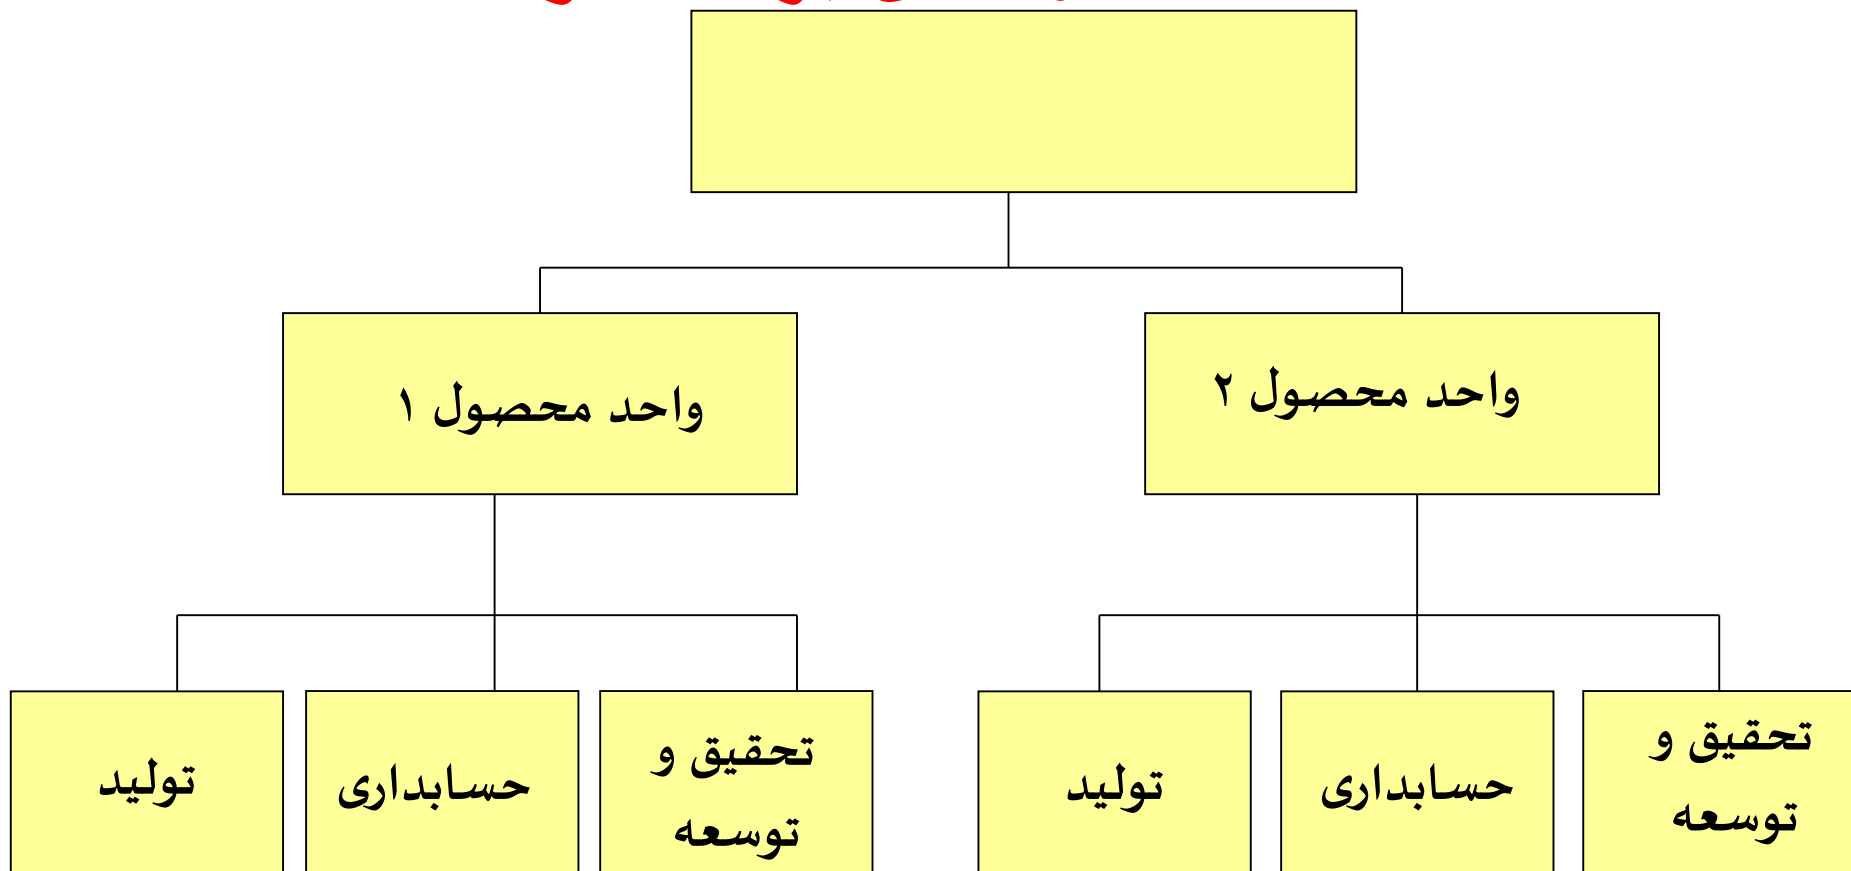 واحد محصول ۲
واحد محصول ۱
تحقیق و
توسعه
حسابداری
تولید
تحقیق و
توسعه
حسابداری
تولید